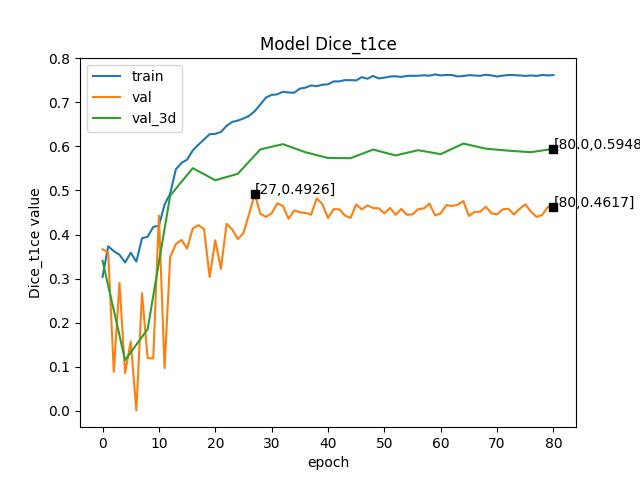 Model Dice_t1ce
train
val
val_3d
Dice_t1ce value
0.8
0.7
0.6
0.5
0.4
0.3
0.2
0.1
0.0
[27,0.4926]
[80.0,0.5948
[80,0.4617]
0 10 20 30 40 50 60 70 80
epoch